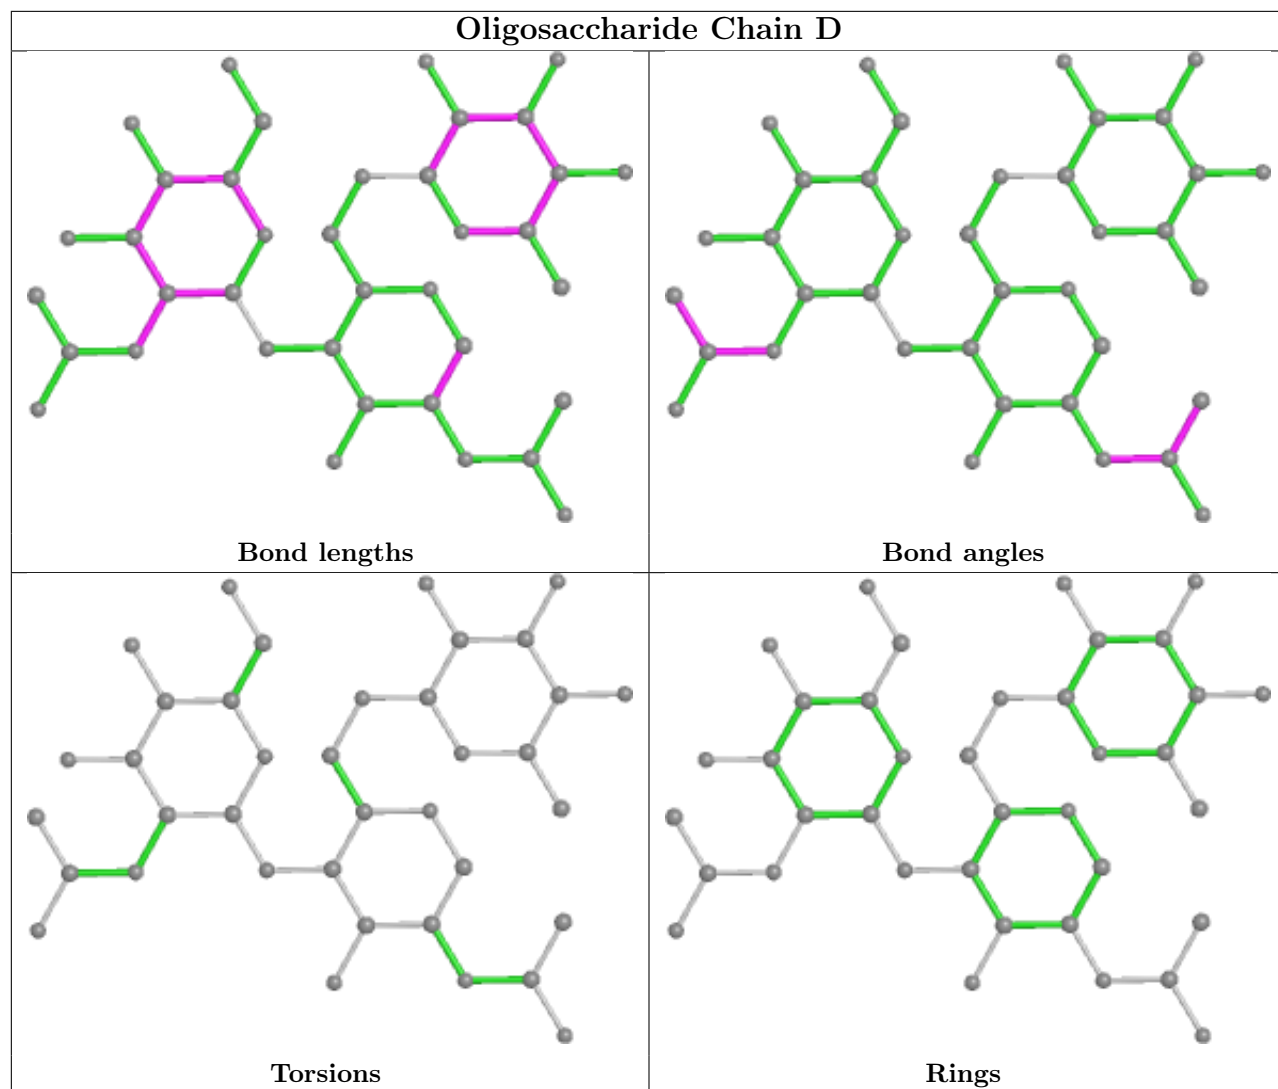 Oligosaccharide Chain D
Bond lengths
Bond angles
Torsions
Rings